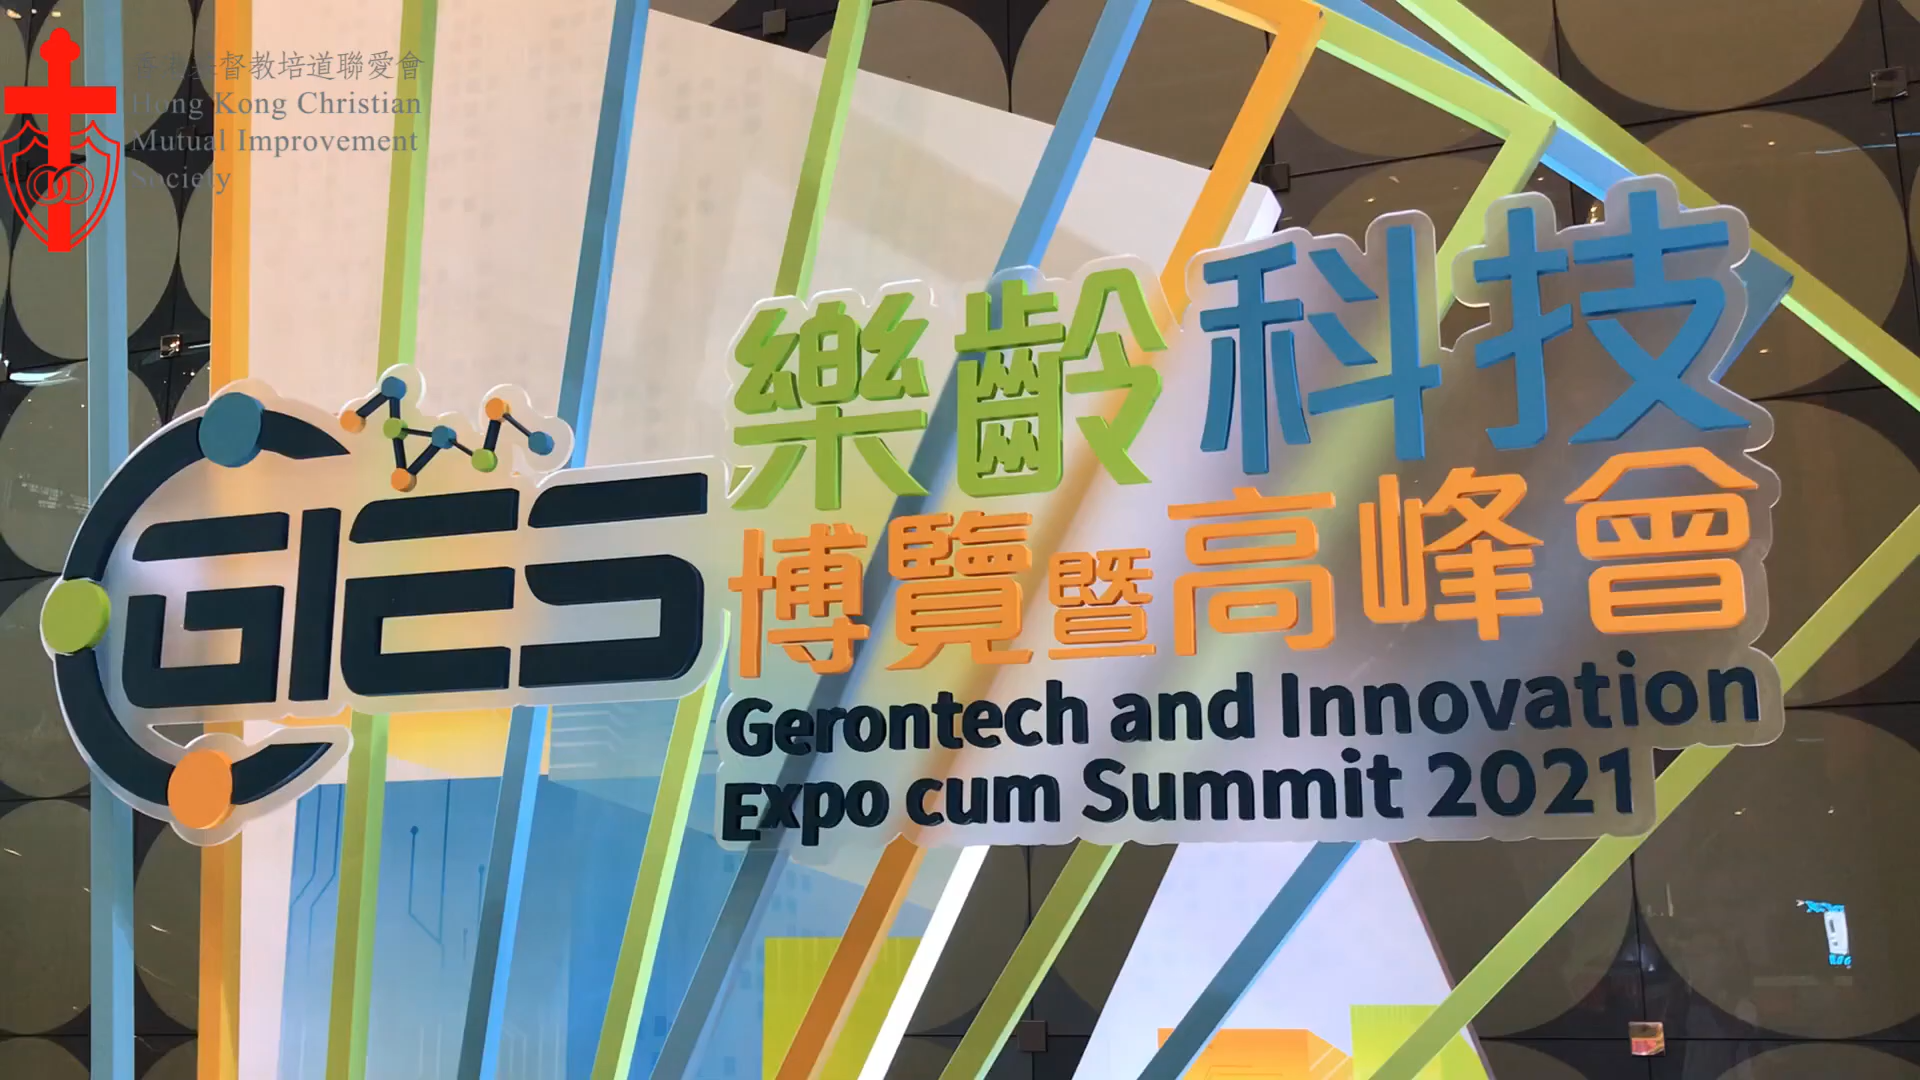 香港基督教培道聯愛會
Hong Kong Christian
Mutual Improvement
Society
GIES
樂齡科技
博覽暨高峰會
Gerontech and Innovation
Expo cum Summit 2021